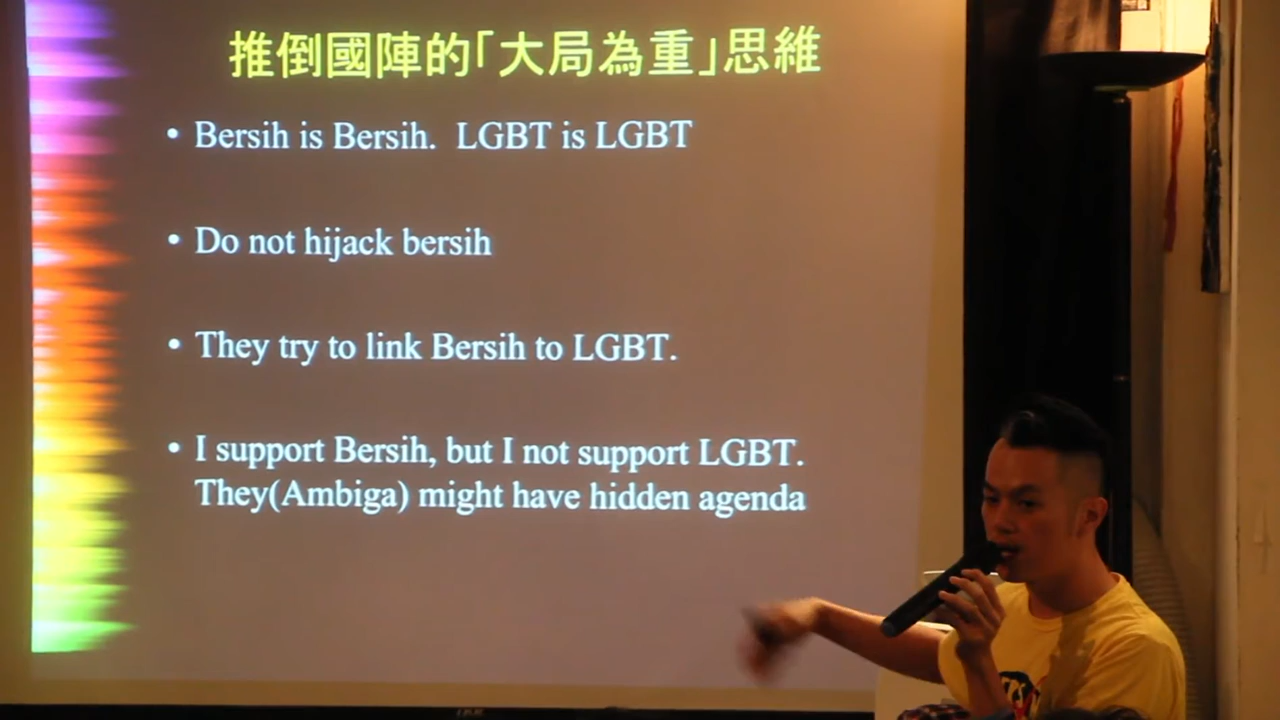 推倒國陣的「大局為重」思維
• Bersih is Bersih.  LGBT is LGBT
• Do not hijack bersih
• They try to link Bersih to LGBT.
• I support Bersih, but I not support LGBT.
They(Ambiga) might have hidden agenda